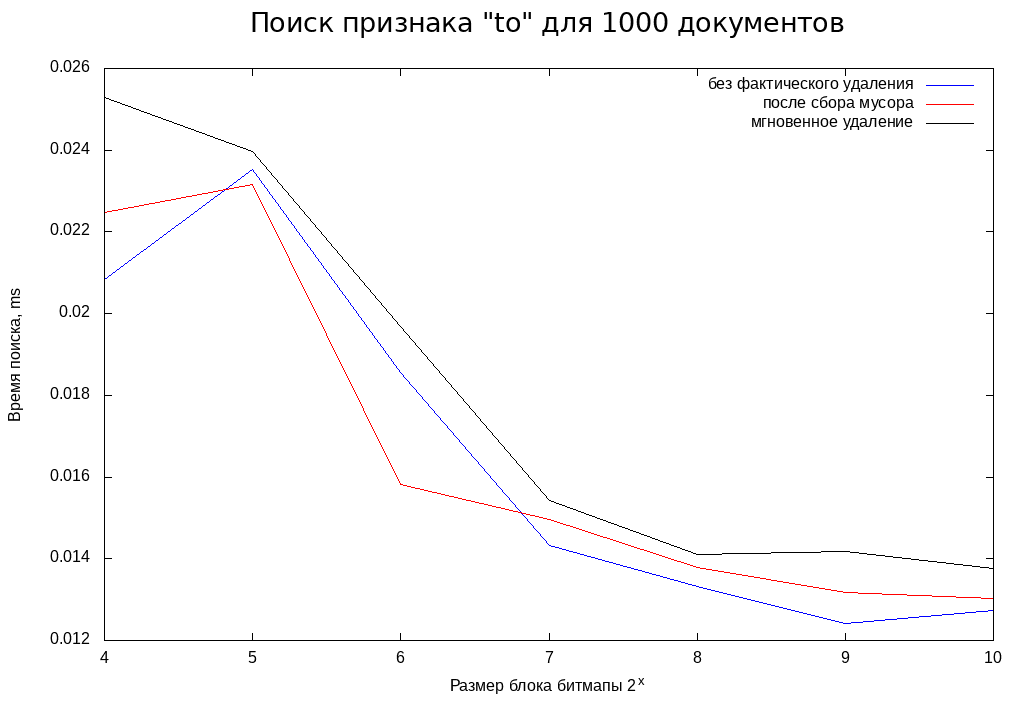 Поиск признака "to" для 1000 документов
0.026
0.024
0.022
0.02
0.018
0.016
0.014
0.012
Время поиска, ms
без фактического удаления
после сбора мусора
мгновенное удаление
4 5 6 7 8 9 10
Размер блока битмапы 2^x